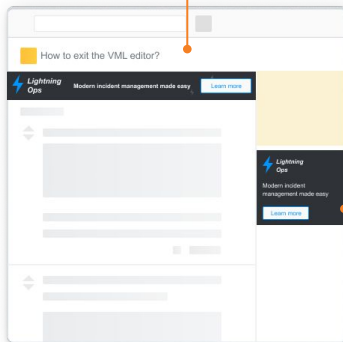 How to exit the VML editor?
Lightning
Ops
Modern incident management made easy
Learn more
Lightning
Ops
Modern incident
management made easy
Learn more